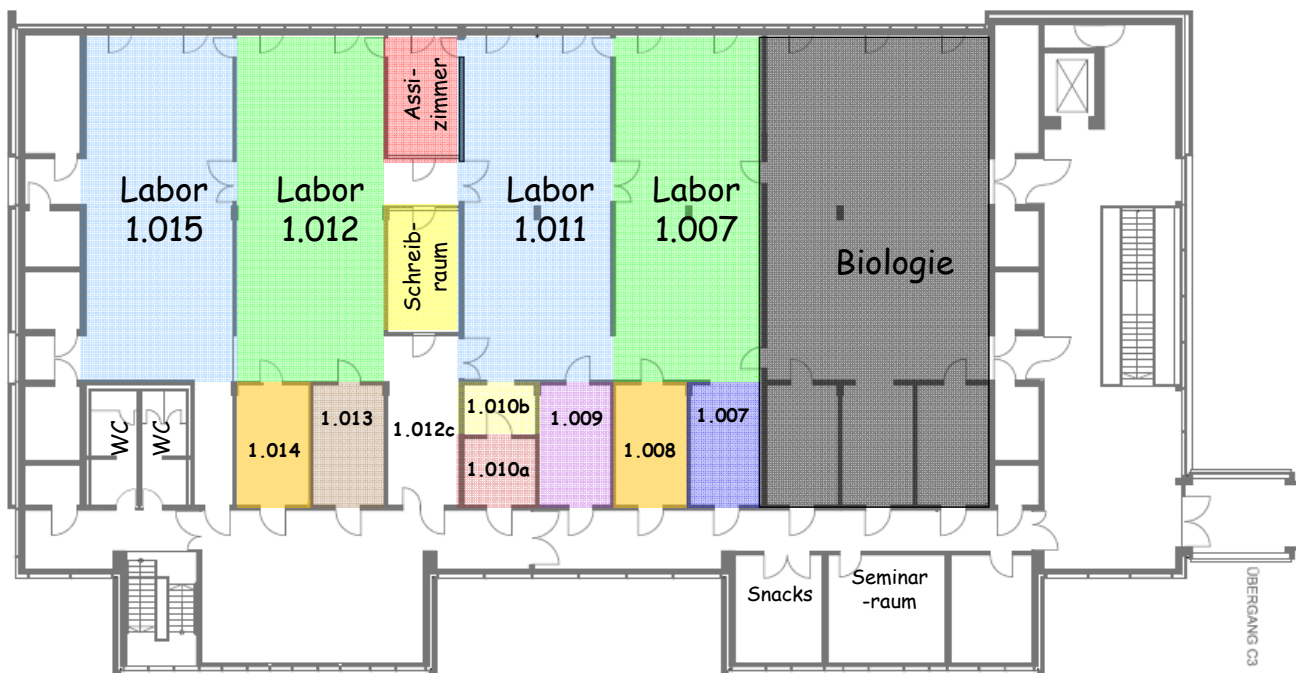 Assi-
zimmer
Labor
1.015
Labor
1.012
Labor
1.011
Labor
1.007
Schreib-
raum
Biologie
WC
WC
1.014
1.013
1.012c
1.010b
1.010a
1.009
1.008
1.007
Snacks
Seminar
-raum
ÜBERGANG C3